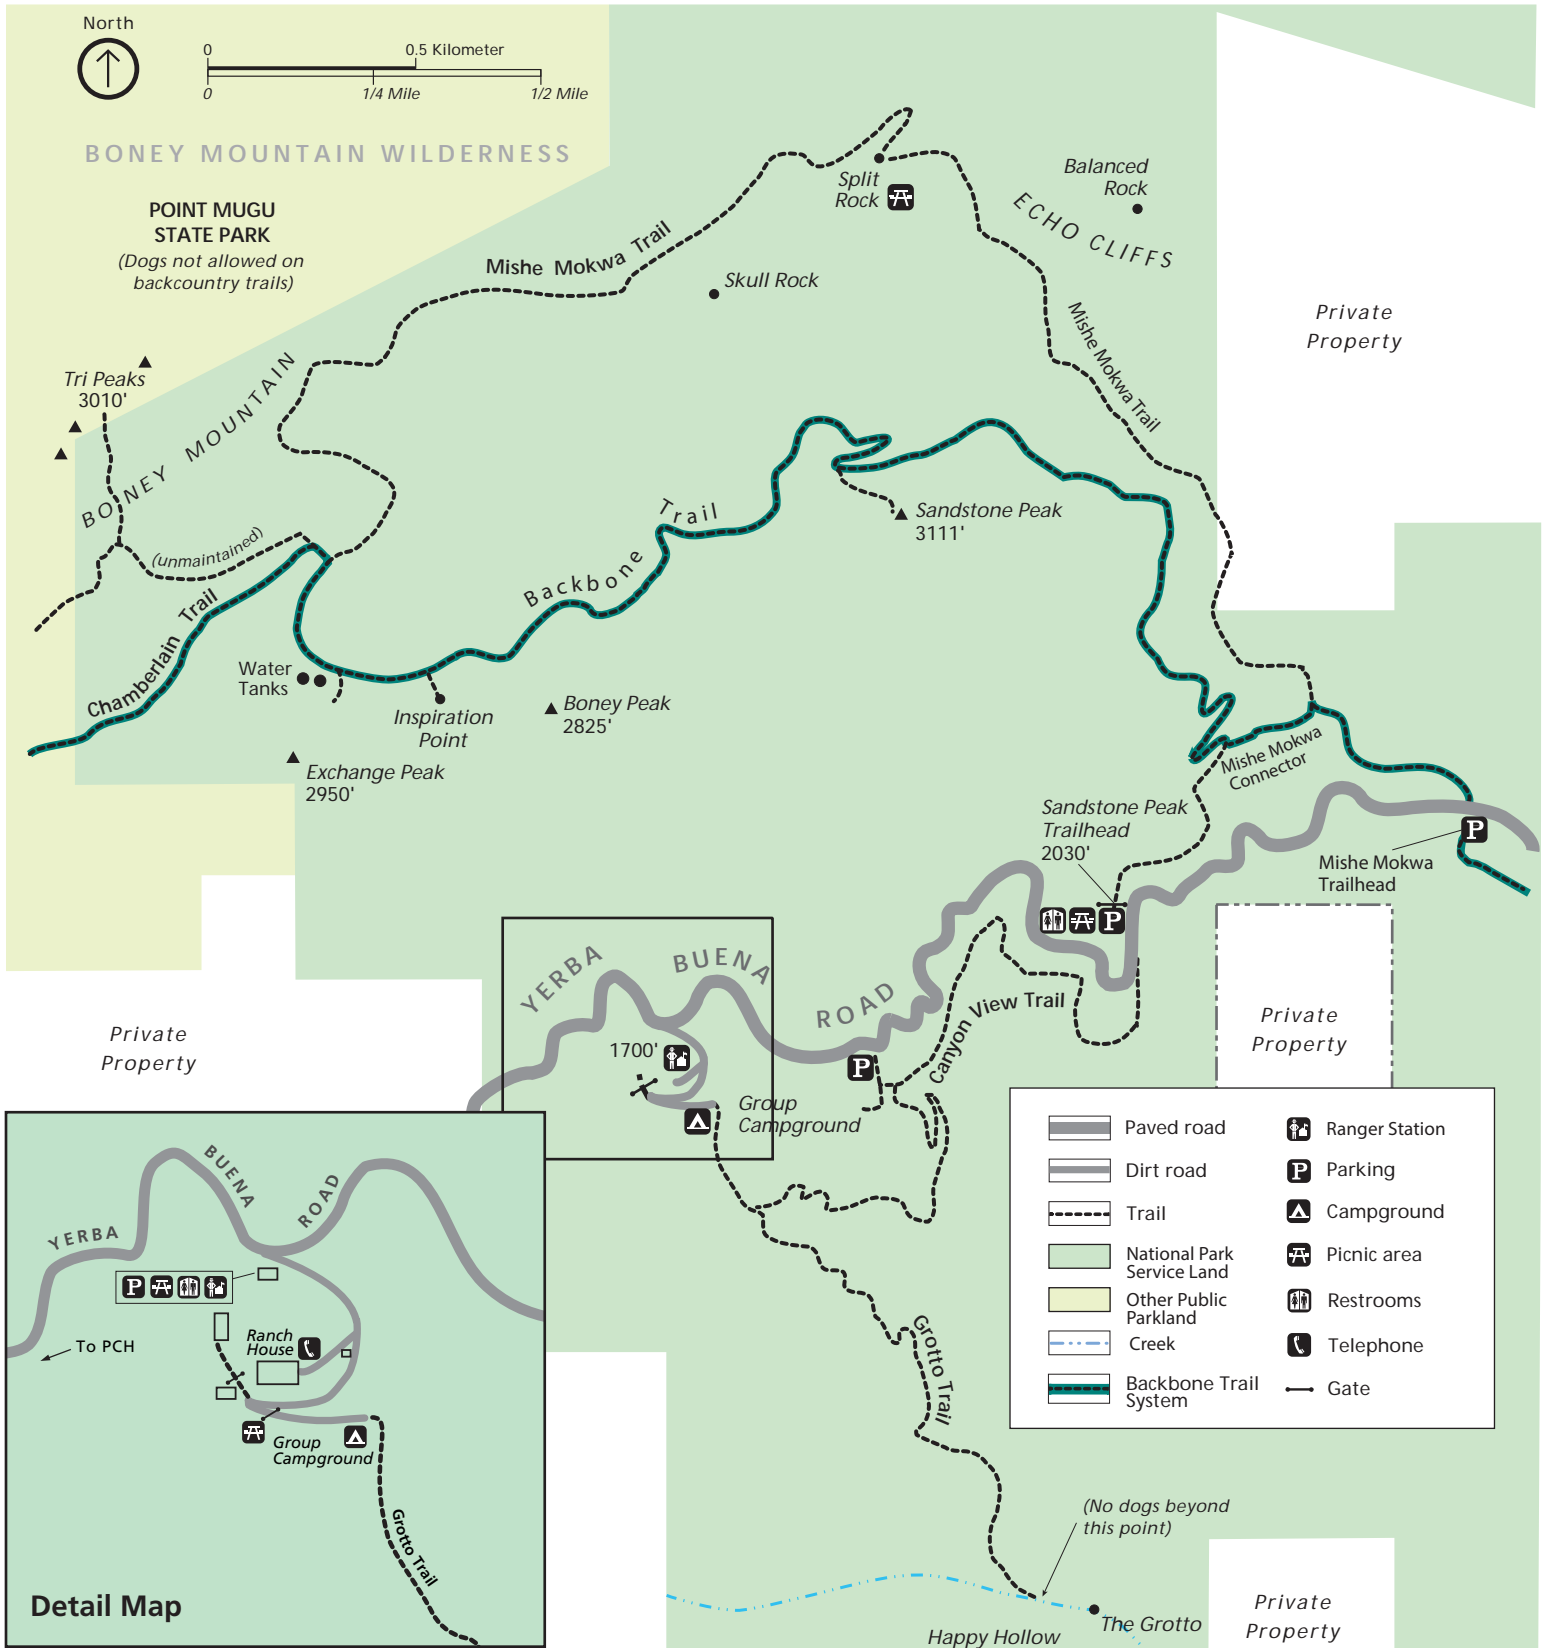 North
0
0.5 Kilometer
0
1/4 Mile
1/2 Mile
BONEY MOUNTAIN WILDERNESS
POINT MUGU
STATE PARK
(Dogs not allowed on
backcountry trails)
Split
Rock
Balanced
Rock
ECHO CLIFFS
Mishe Mokwa Trail
Skull Rock
Mishe Mokwa Trail
Private
Property
Tri Peaks
3010'
BONEY MOUNTAIN
(unmaintained)
Backbone Trail
Sandstone Peak
3111'
Chamberlain Trail
Water
Tanks
Inspiration
Point
Boney Peak
2825'
Exchange Peak
2950'
Mishe Mokwa
Connector
Sandstone Peak
Trailhead
2030'
P
Mishe Mokwa
Trailhead
P
YERBA BUENA ROAD
Canyon View Trail
Private
Property
Private
Property
1700'
P
Group
Campground
Grotto Trail
Paved road
Dirt road
Trail
National Park
Service Land
Other Public
Parkland
Creek
Backbone Trail
System
Ranger Station
P
Parking
Campground
Picnic area
Restrooms
Telephone
Gate
YERBA BUENA ROAD
P
To PCH
Ranch
House
Group
Campground
Grotto Trail
Detail Map
(No dogs beyond
this point)
The Grotto
Happy Hollow
Private
Property